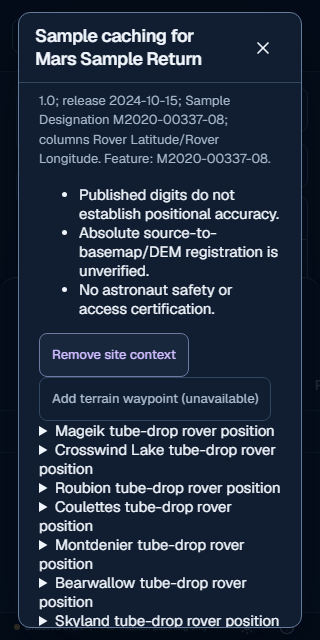 Sample caching for
Mars Sample Return
1.0; release 2024-10-15; Sample
Designation M2020-00337-08;
columns Rover Latitude/Rover
Longitude. Feature: M2020-00337-08.
• Published digits do not
establish positional accuracy.
• Absolute source-to-
basemap/DEM registration is
unverified.
• No astronaut safety or
access certification.
Remove site context
Add terrain waypoint (unavailable)
▶ Mageik tube-drop rover position
▶ Crosswind Lake tube-drop rover
position
▶ Roubion tube-drop rover position
▶ Coulettes tube-drop rover
position
▶ Montdenier tube-drop rover
position
▶ Bearwallow tube-drop rover
position
▶ Skyland tube-drop rover position